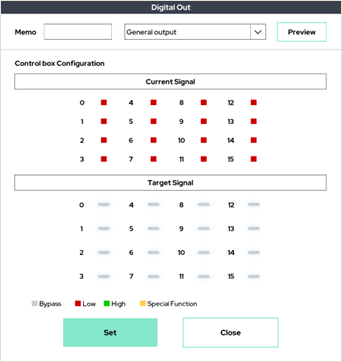 Digital Out
Memo General output Preview
Control box Configuration
Current Signal
0 4 8 12
1 5 9 13
2 6 10 14
3 7 11 15
Target Signal
0 4 8 12
1 5 9 13
2 6 10 14
3 7 11 15
Bypass Low High Special Function
Set Close